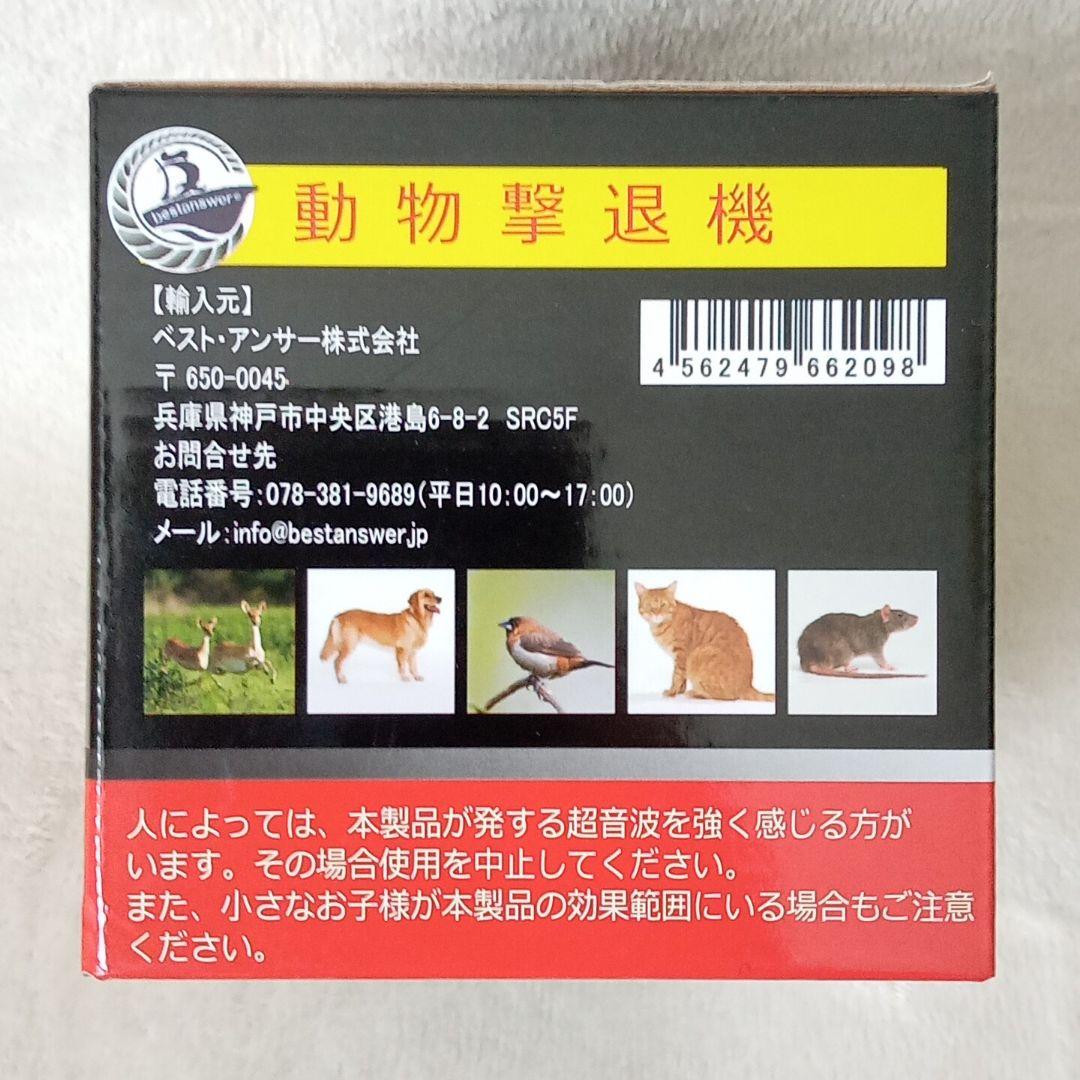 bestanswer®
動物撃退機
【輸入元】
ベスト・アンサー株式会社
〒 650-0045
兵庫県神戸市中央区港島6-8-2 SRC5F
お問合せ先
電話番号:078-381-9689(平日10:00～17:00)
メール:info@bestanswer.jp
4 562479 662098
人によっては、本製品が発する超音波を強く感じる方が
います。その場合使用を中止してください。
また、小さなお子様が本製品の効果範囲にいる場合もご注意
ください。